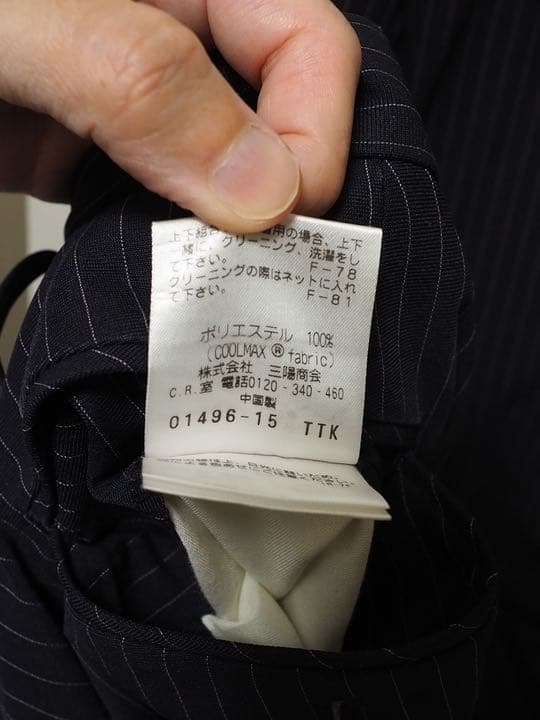 上下組合 用の場合、上下
一緒に、クリーニング、洗濯をし
て下さい。 F-78
クリーニングの際はネットに入れ
て下さい。 F-81
ポリエステル 100%
(COOLMAX ® fabric)
株式会社 三陽商会
C.R.室 電話0120-340-460
中国製
01496-15 TTK